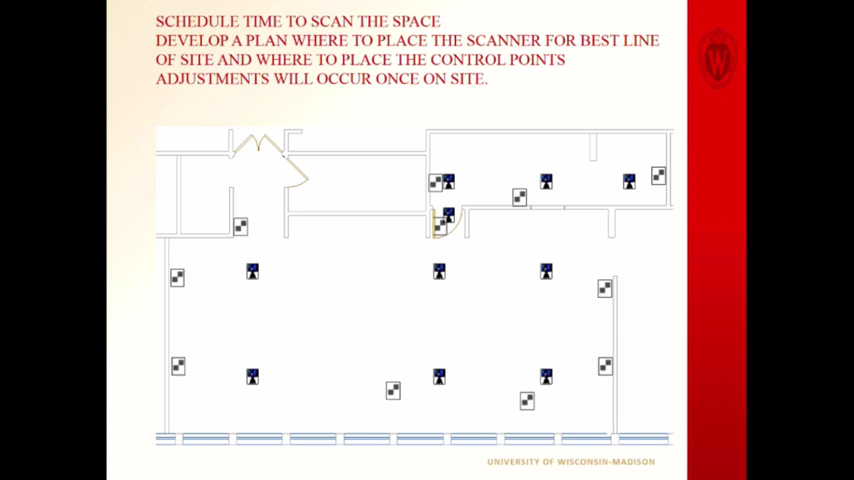 SCHEDULE TIME TO SCAN THE SPACE
DEVELOP A PLAN WHERE TO PLACE THE SCANNER FOR BEST LINE
OF SITE AND WHERE TO PLACE THE CONTROL POINTS
ADJUSTMENTS WILL OCCUR ONCE ON SITE.
W
UNIVERSITY OF WISCONSIN-MADISON